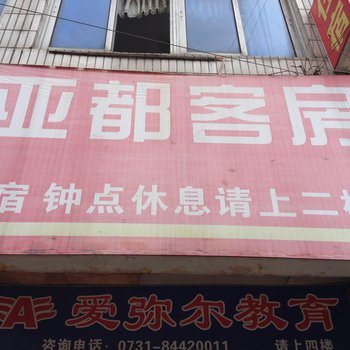 亚都客房
宿 钟点休息请上二楼
爱弥尔教育
咨询电话：0731-84420011 请上四楼